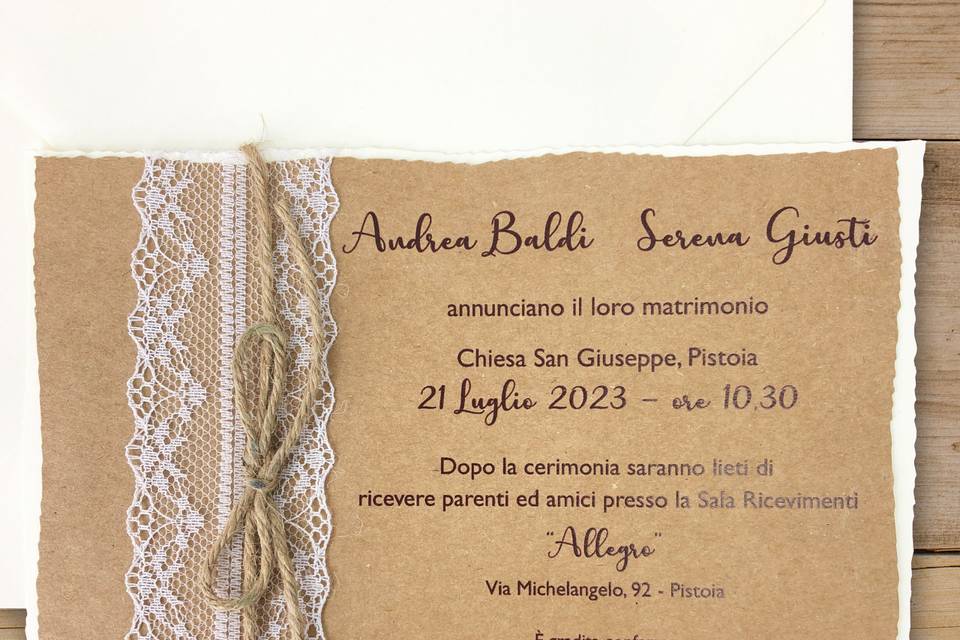 Andrea Baldi Serena Giusti
annunciano il loro matrimonio
Chiesa San Giuseppe, Pistoia
21 Luglio 2023 - ore 10,30
Dopo la cerimonia saranno lieti di
ricevere parenti ed amici presso la Sala Ricevimenti
"Allegro"
Via Michelangelo, 92 - Pistoia
È gradita